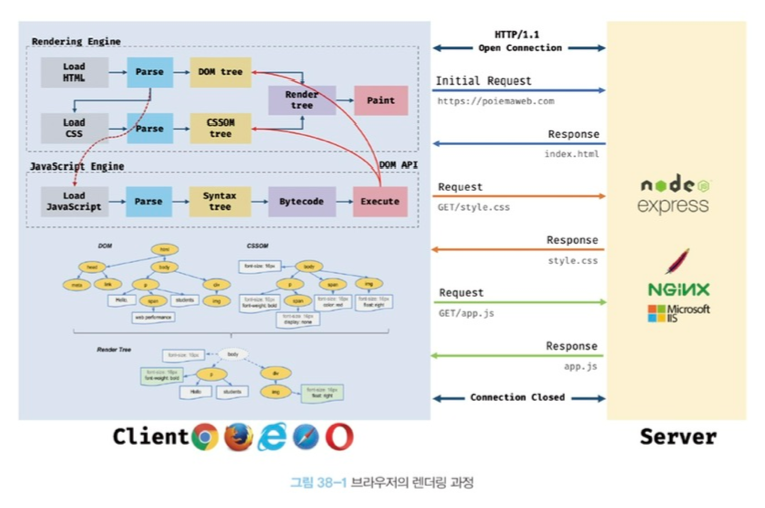 Rendering Engine
Load HTML
Parse
DOM tree
Render tree
Paint
Load CSS
Parse
CSSOM tree
JavaScript Engine
DOM API
Load JavaScript
Parse
Syntax tree
Bytecode
Execute
DOM
html
head
body
meta
link
p
div
Hello,
span
students
img
web performance
CSSOM
font-size: 16px
body
p
span
img
font-size: 16px
font-weight: bold
span
font-size: 16px
color: red
font-size: 16px
float: right
font-size: 16px
display: none
Render Tree
font-size: 16px
body
font-size: 16px
font-weight: bold
p
div
Hello
students
img
font-size: 16px
float: right
HTTP/1.1
Open Connection
Initial Request
https://poiemaweb.com
Response
index.html
Request
GET/style.css
Response
style.css
Request
GET/app.js
Response
app.js
Connection Closed
node
express
NGINX
Microsoft
IIS
Client
Server
그림 38-1 브라우저의 렌더링 과정